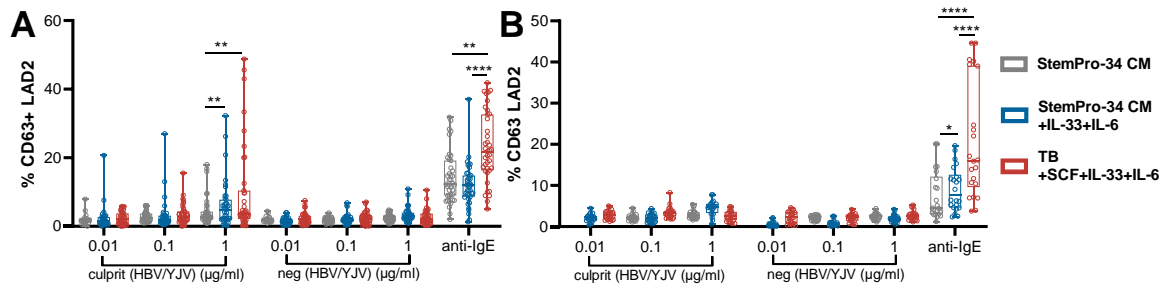 A
% CD63+ LAD2
60
40
20
0
**
**
**
****
0.01 0.1 1 0.01 0.1 1 anti-IgE
culprit (HBV/YJV) (µg/ml) neg (HBV/YJV (µg/ml)
B
% CD63 LAD2
50
40
30
20
10
0
****
****
*
0.01 0.1 1 0.01 0.1 1 anti-IgE
culprit (HBV/YJV) (µg/ml) neg (HBV/YJV (µg/ml)
StemPro-34 CM
StemPro-34 CM
+IL-33+IL-6
TB
+SCF+IL-33+IL-6